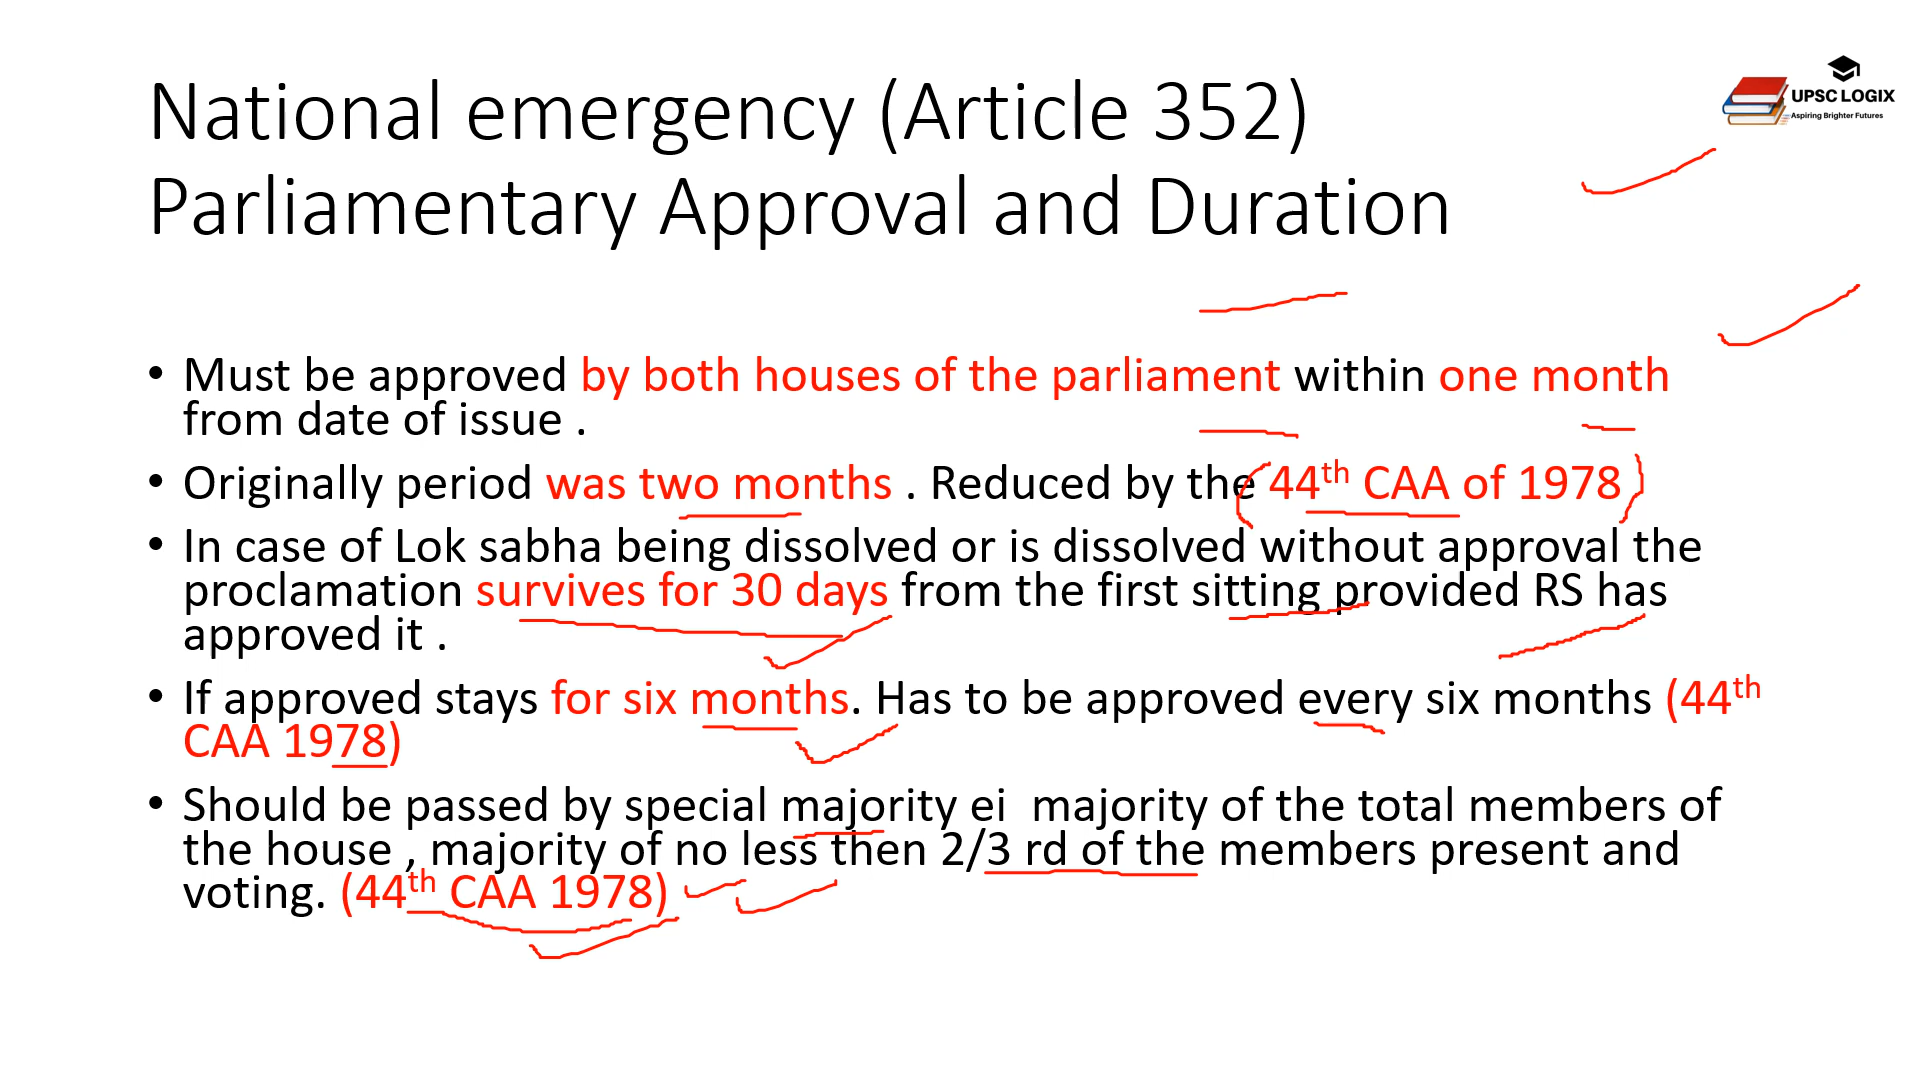 UPSC LOGIX
Aspiring Brighter Futures
National emergency (Article 352)
Parliamentary Approval and Duration
• Must be approved by both houses of the parliament within one month
from date of issue .
• Originally period was two months . Reduced by the 44th CAA of 1978
• In case of Lok sabha being dissolved or is dissolved without approval the
proclamation survives for 30 days from the first sitting provided RS has
approved it .
• If approved stays for six months. Has to be approved every six months (44th
CAA 1978)
• Should be passed by special majority ei majority of the total members of
the house , majority of no less then 2/3 rd of the members present and
voting. (44th CAA 1978)